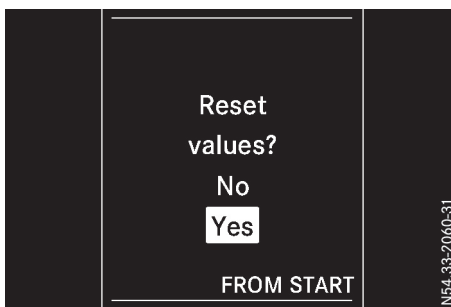 Reset
values?
No
Yes
FROM START
N54.33-2060-31